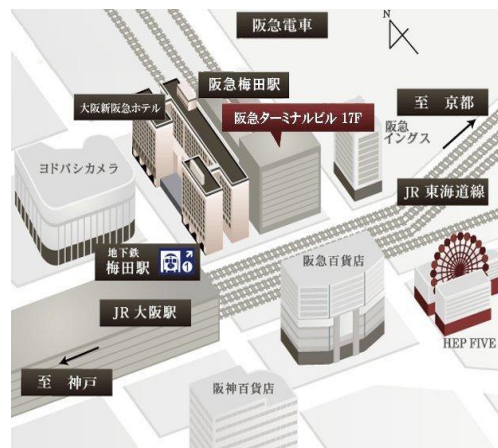 阪急電車
N
大阪新阪急ホテル
阪急梅田駅
阪急ターミナルビル 17F
至 京都
阪急
イングス
ヨドバシカメラ
JR 東海道線
地下鉄
梅田駅
1
阪急百貨店
JR 大阪駅
HEP FIVE
至 神戸
阪神百貨店